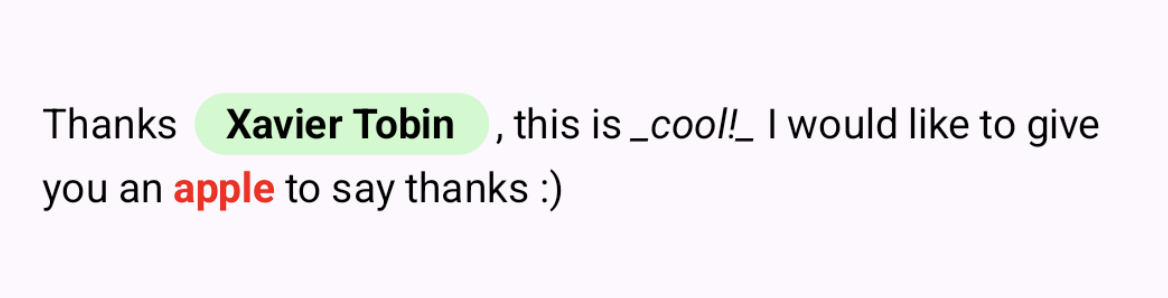 Thanks Xavier Tobin , this is _cool!_ I would like to give
you an apple to say thanks :)